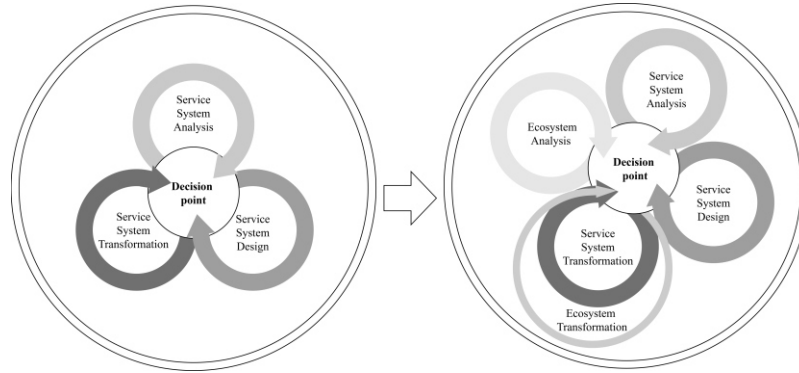 Service
System
Analysis
Decision
point
Service
System
Transformation
Service
System
Design
Service
System
Analysis
Ecosystem
Analysis
Decision
point
Service
System
Design
Service
System
Transformation
Ecosystem
Transformation